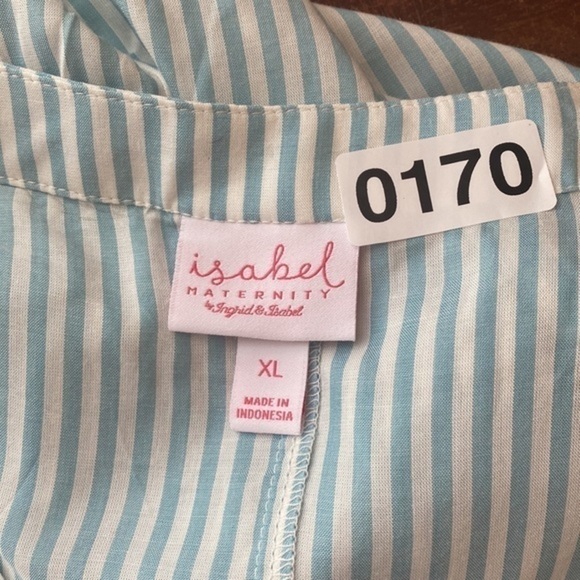 0170
isabel
MATERNITY
by Ingrid & Isabel
XL
MADE IN
INDONESIA